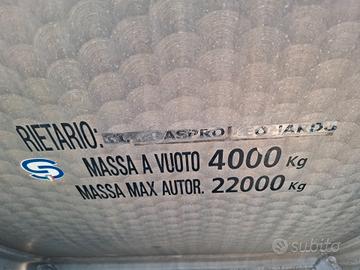 RIETARIO:
MASSA A VUOTO 4000 Kg
MASSA MAX AUTOR. 22000 Kg
subito